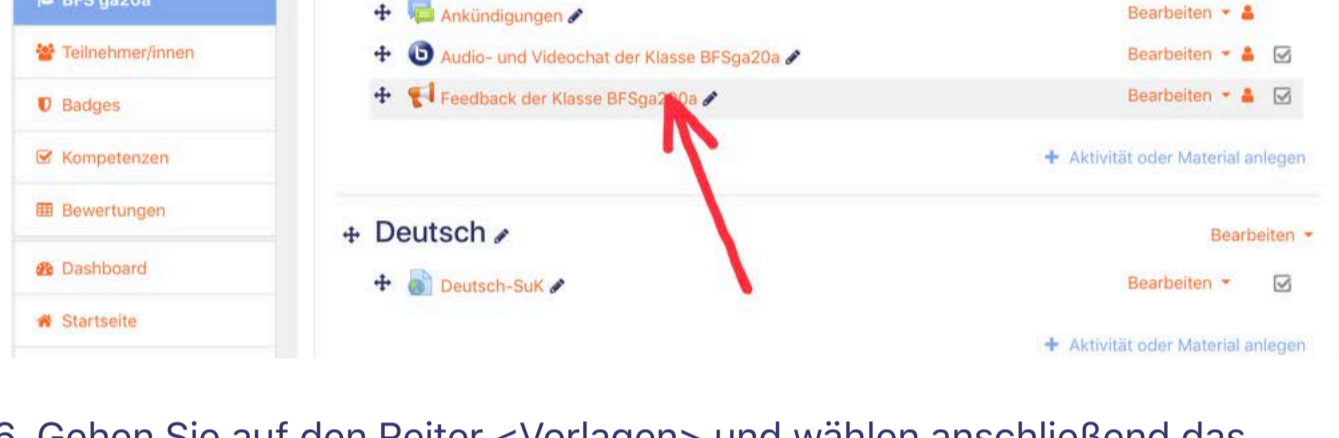 BFS ga20a
Teilnehmer/innen
Badges
Kompetenzen
Bewertungen
Dashboard
Startseite
Ankündigungen
Bearbeiten
Audio- und Videochat der Klasse BFSga20a
Bearbeiten
Feedback der Klasse
Bearbeiten
Aktivität oder Material anlegen
Deutsch
Bearbeiten
Deutsch-SuK
Bearbeiten
Aktivität oder Material anlegen
6. Gehen Sie auf den Reiter <Vorlagen> und wählen anschließend das